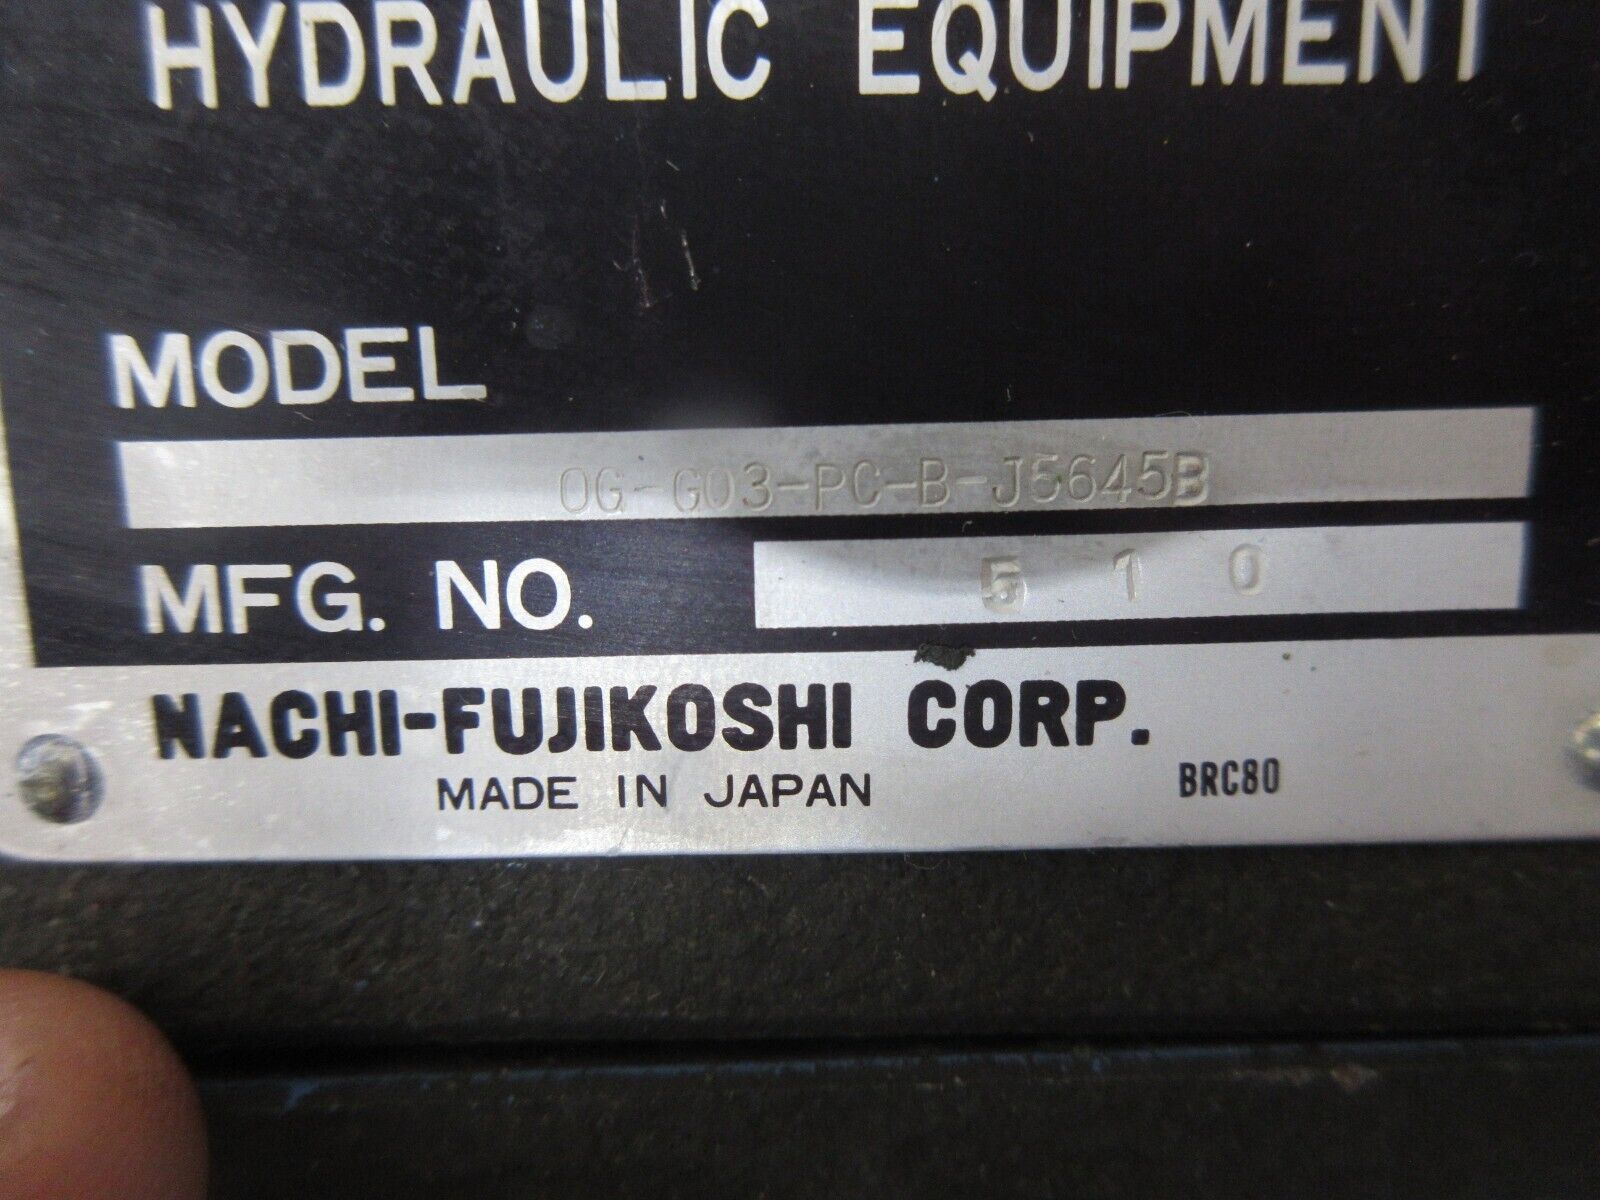 HYDRAULIC EQUIPMENT
MODEL
OG-G03-PC-B-J5645B
MFG. NO. 5 1 0
NACHI-FUJIKOSHI CORP.
MADE IN JAPAN BRC80